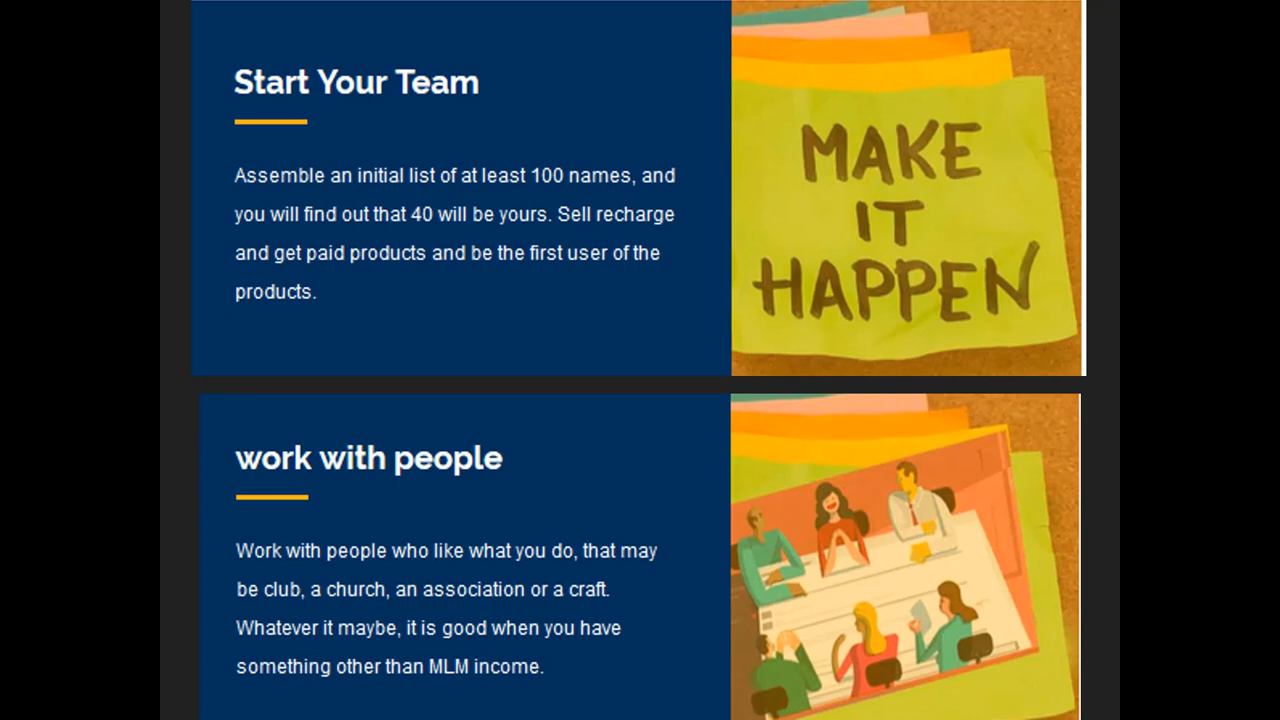 Start Your Team
Assemble an initial list of at least 100 names, and
you will find out that 40 will be yours. Sell recharge
and get paid products and be the first user of the
products.
MAKE
IT
HAPPEN
work with people
Work with people who like what you do, that may
be club, a church, an association or a craft.
Whatever it maybe, it is good when you have
something other than MLM income.